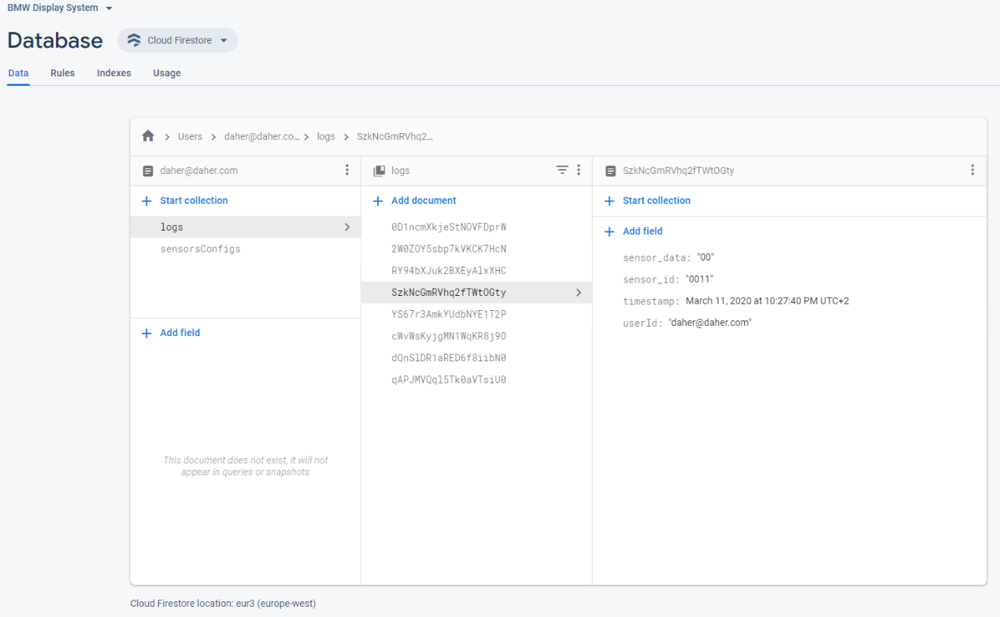 BMW Display System
Database
Cloud Firestore
Data Rules Indexes Usage
Users daher@daher.co... logs SzkNcGmRVhq2...
daher@daher.com
Start collection
logs
sensorsConfigs
Add field
This document does not exist, it will not
appear in queries or snapshots
logs
Add document
0D1ncmXkjeStNOVFDprW
2W0ZOY5sbp7kVKCK7HcN
RY94bXJuk2BXEyAlxXHC
SzkNcGmRVhq2fTWtOGty
YS67r3AmkYUdbNYE1T2P
cWvWsKyjgMN1WqKR8j9O
dQnSlDR1aRED6f8iibN0
qAPJMVQql5Tk0aVTsiU0
SzkNcGmRVhq2fTWtOGty
Start collection
Add field
sensor_data: "00"
sensor_id: "0011"
timestamp: March 11, 2020 at 10:27:40 PM UTC+2
userId: "daher@daher.com"
Cloud Firestore location: eur3 (europe-west)